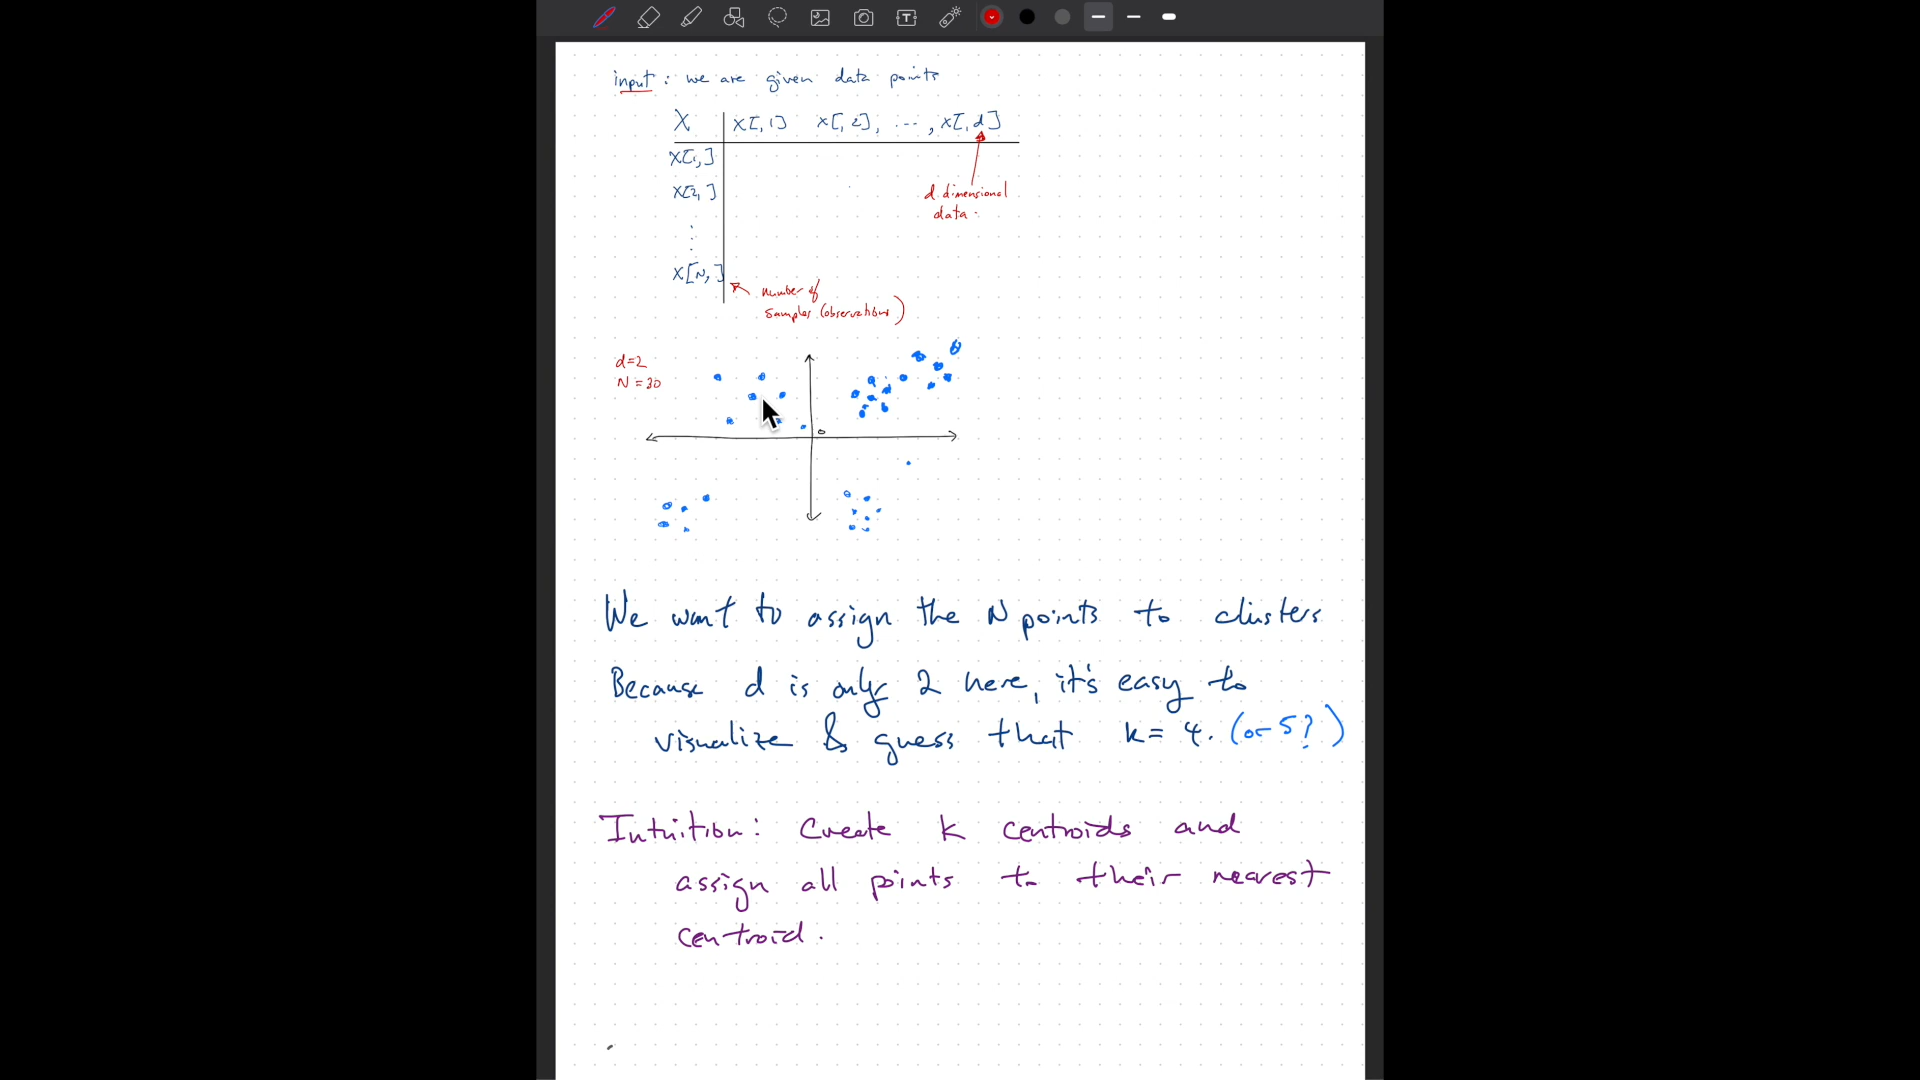 input : we are given data points
X X[,1] X[,2], ... , X[,d]
X[1,]
X[2,]
d dimensional
data.
X[N,]
number of
samples (observations)
d=2
N = 30
0
We want to assign the N points to clusters
Because d is only 2 here, it's easy to
visualize & guess that k= 4. (or 5?)
Intuition: Create k centroids and
assign all points to their nearest
centroid.